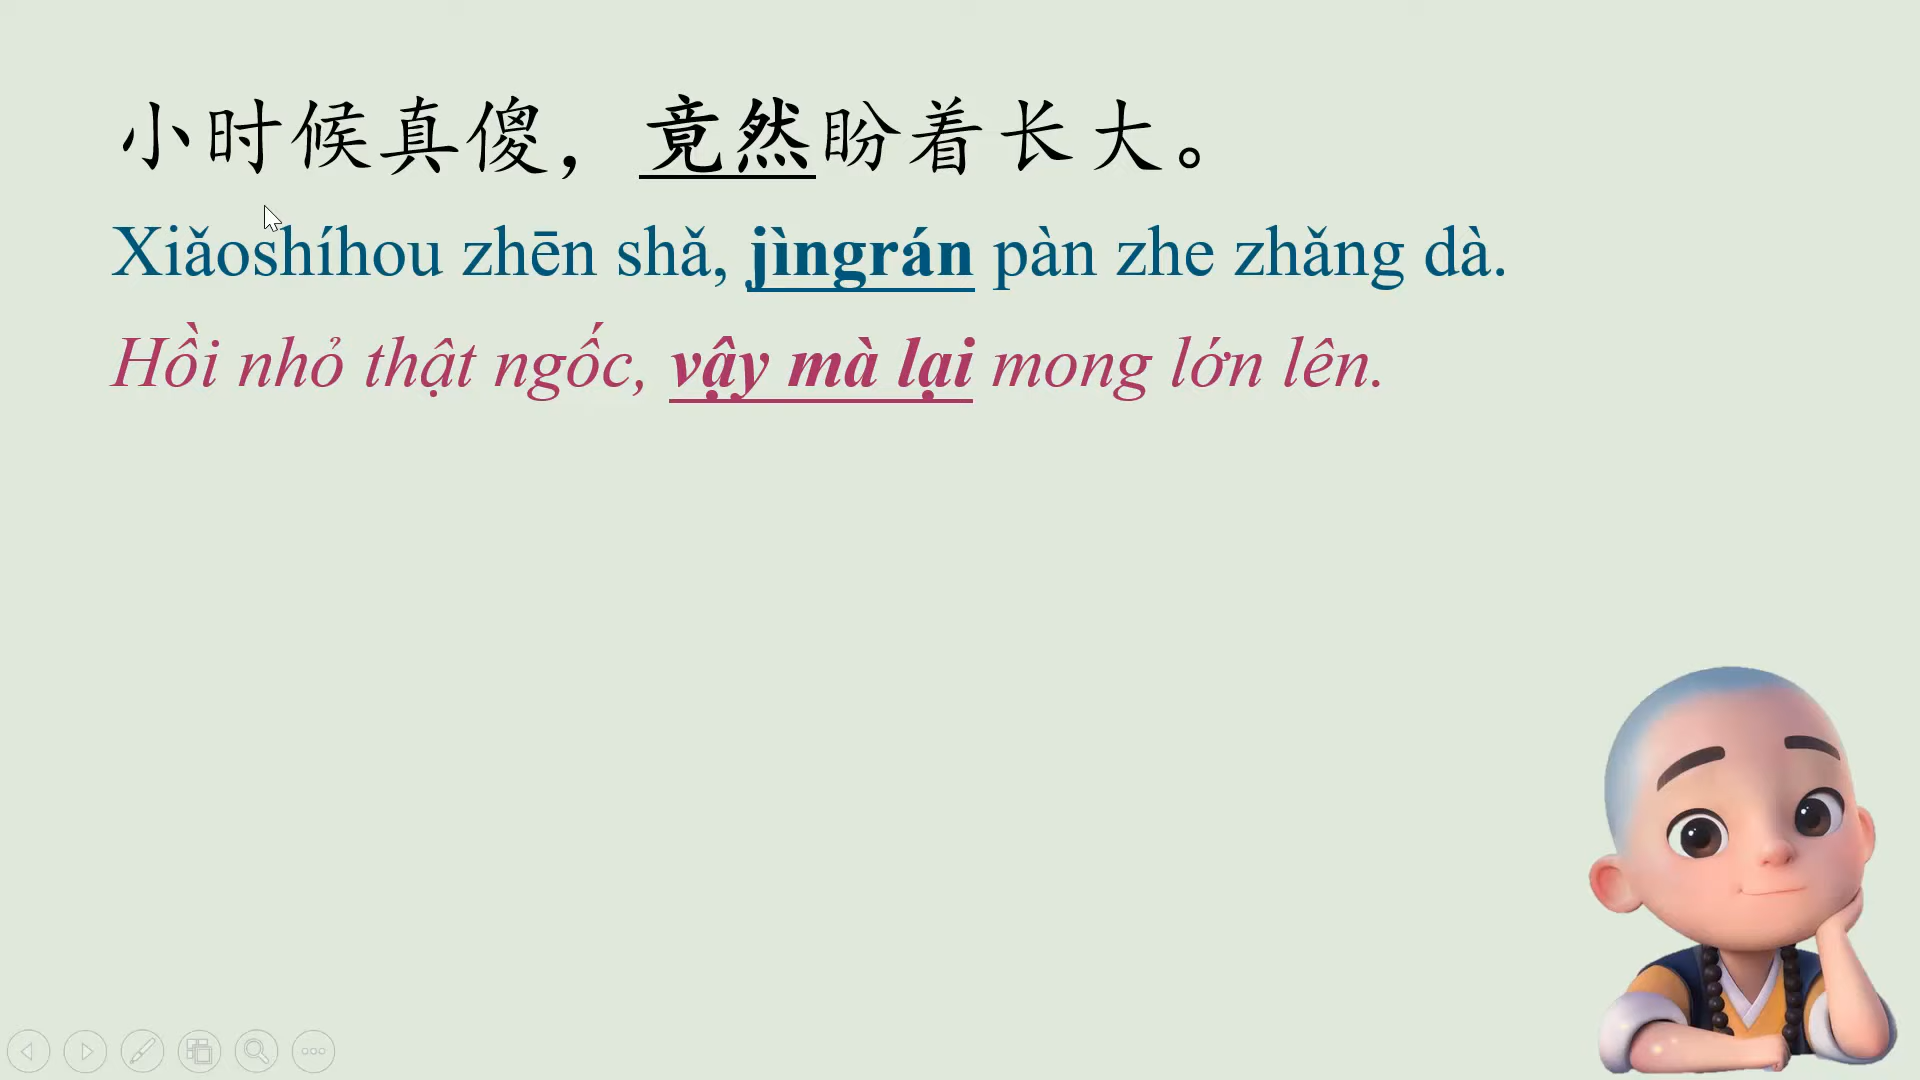 小时候真傻，竟然盼着长大。
Xiǎoshíhou zhēn shǎ, jìngrán pàn zhe zhǎng dà.
Hồi nhỏ thật ngốc, vậy mà lại mong lớn lên.